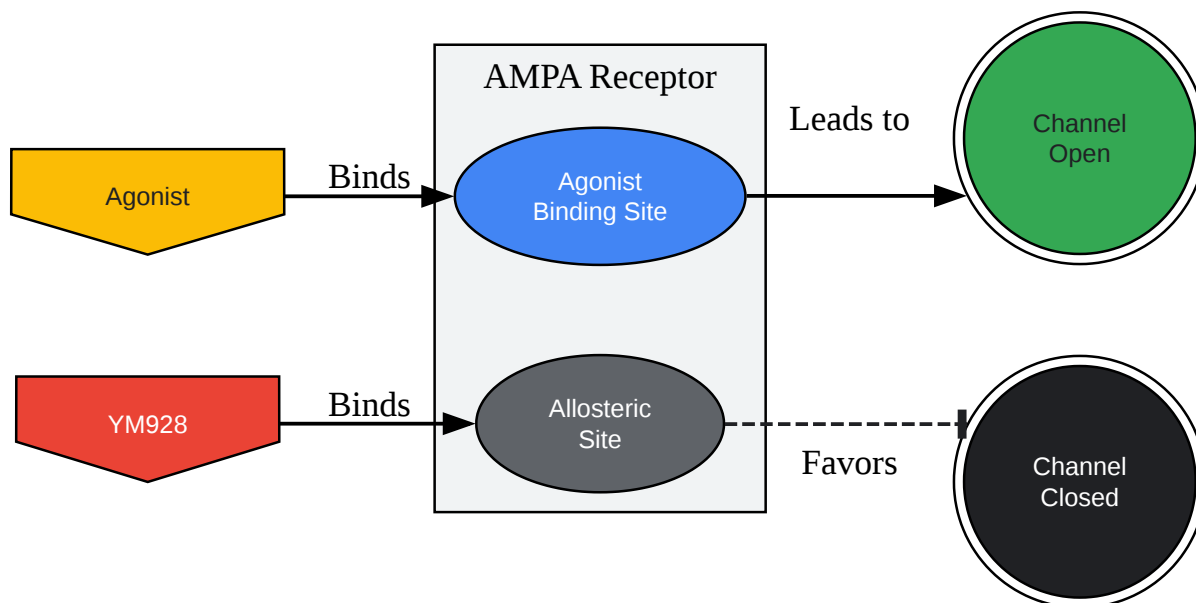 AMPA Receptor
Agonist
Binds
Agonist
Binding Site
Leads to
Channel
Open
YM928
Binds
Allosteric
Site
Favors
Channel
Closed